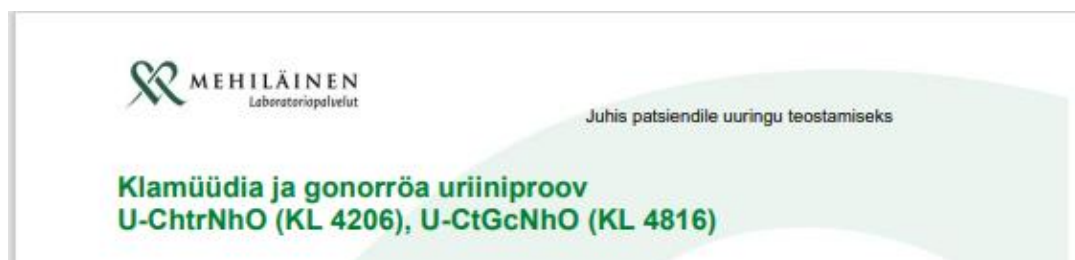 MEHILÄINEN
Laboratoriopalvelut
Juhis patsiendile uuringu teostamiseks
Klamüüdia ja gonorröa uriiniproov
U-ChtrNhO (KL 4206), U-CtGcNhO (KL 4816)